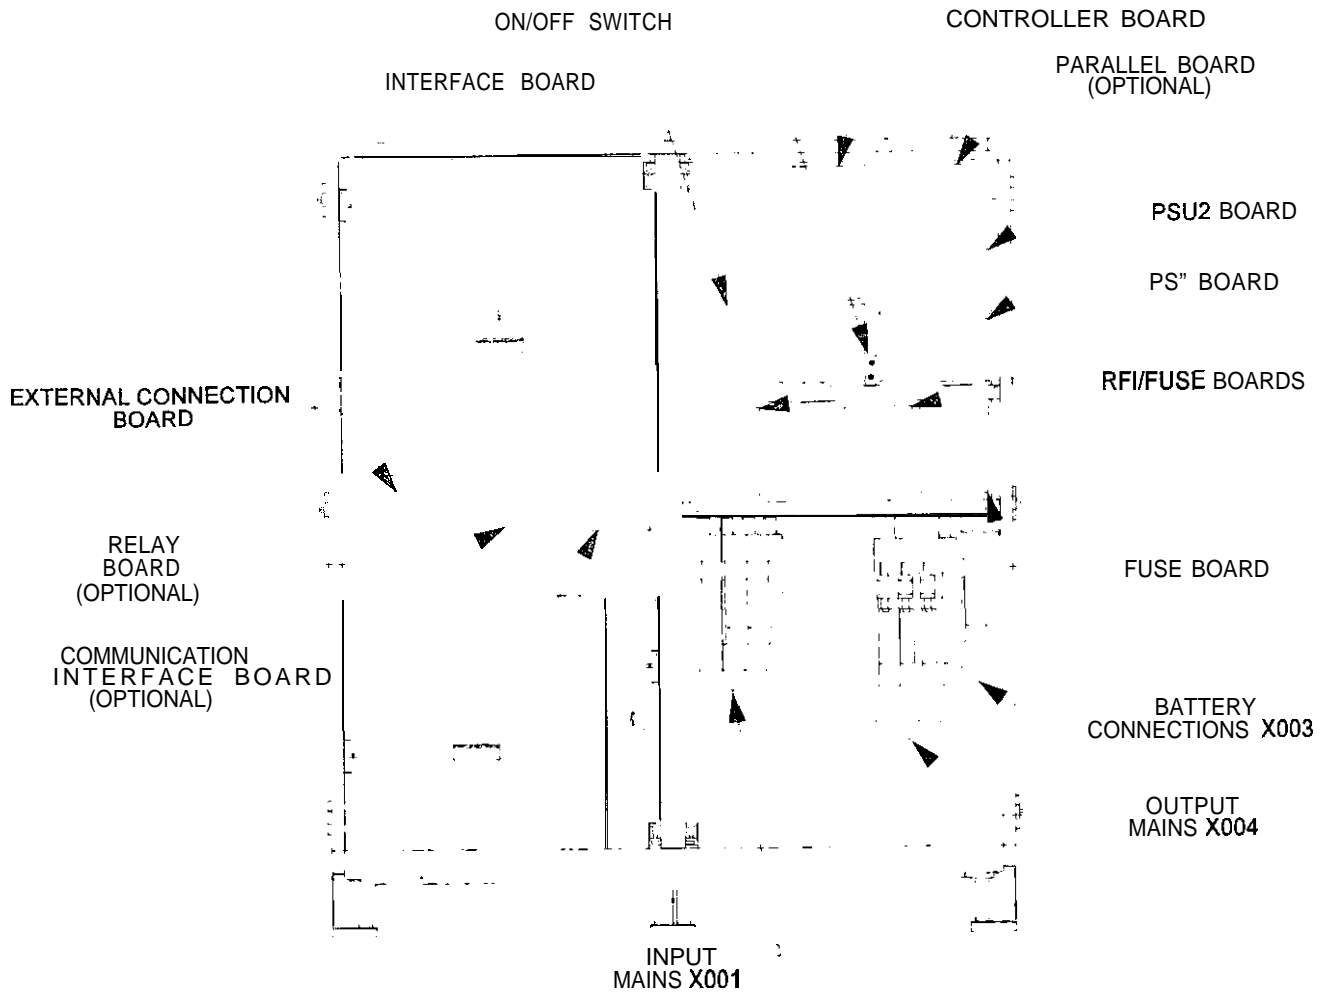 ON/OFF SWITCH
CONTROLLER BOARD
INTERFACE BOARD
PARALLEL BOARD
(OPTIONAL)
PSU2 BOARD
PS" BOARD
RFI/FUSE BOARDS
EXTERNAL CONNECTION
BOARD
RELAY
BOARD
(OPTIONAL)
FUSE BOARD
COMMUNICATION
INTERFACE BOARD
(OPTIONAL)
BATTERY
CONNECTIONS X003
OUTPUT
MAINS X004
INPUT
MAINS X001